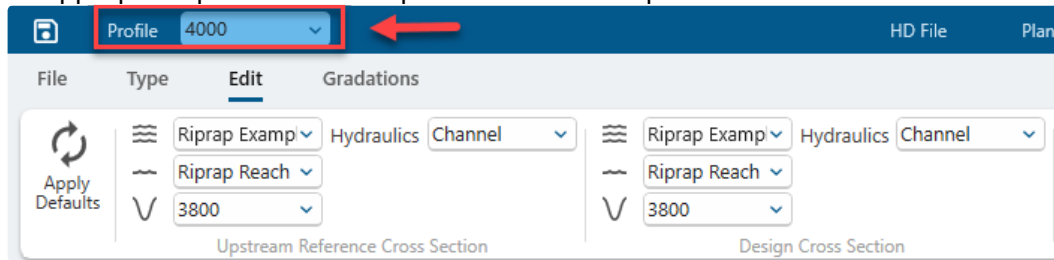 Profile 4000 HD File Plan
File Type Edit Gradations
Riprap Exampl Hydraulics Channel Riprap Exampl Hydraulics Channel
Apply Defaults
Riprap Reach Riprap Reach
3800 3800
Upstream Reference Cross Section Design Cross Section